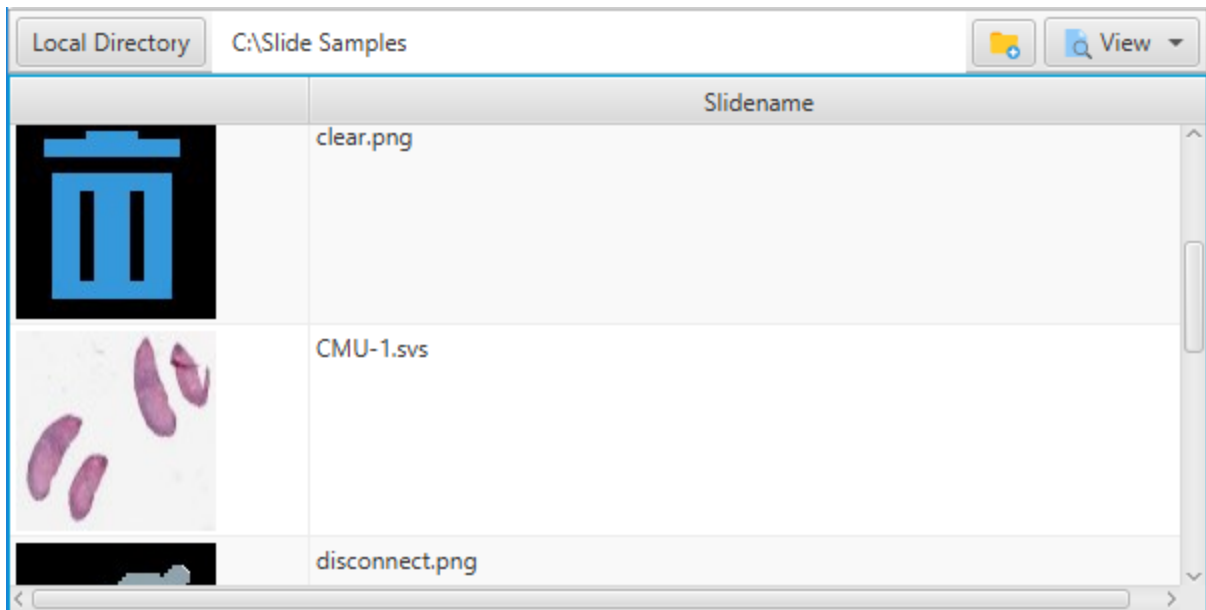 Local Directory C:\Slide Samples View
Slidename
clear.png
CMU-1.svs
disconnect.png